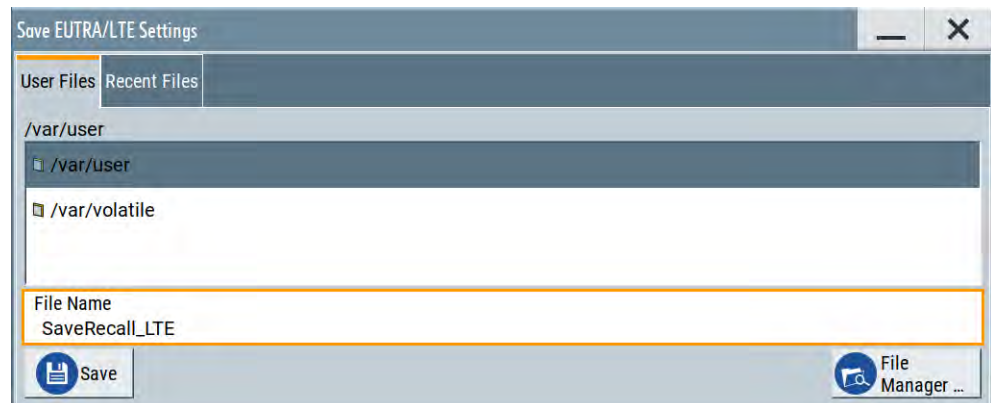 Save EUTRA/LTE Settings
User Files Recent Files
/var/user
/var/user
/var/volatile
File Name
SaveRecall_LTE
Save
File
Manager ...